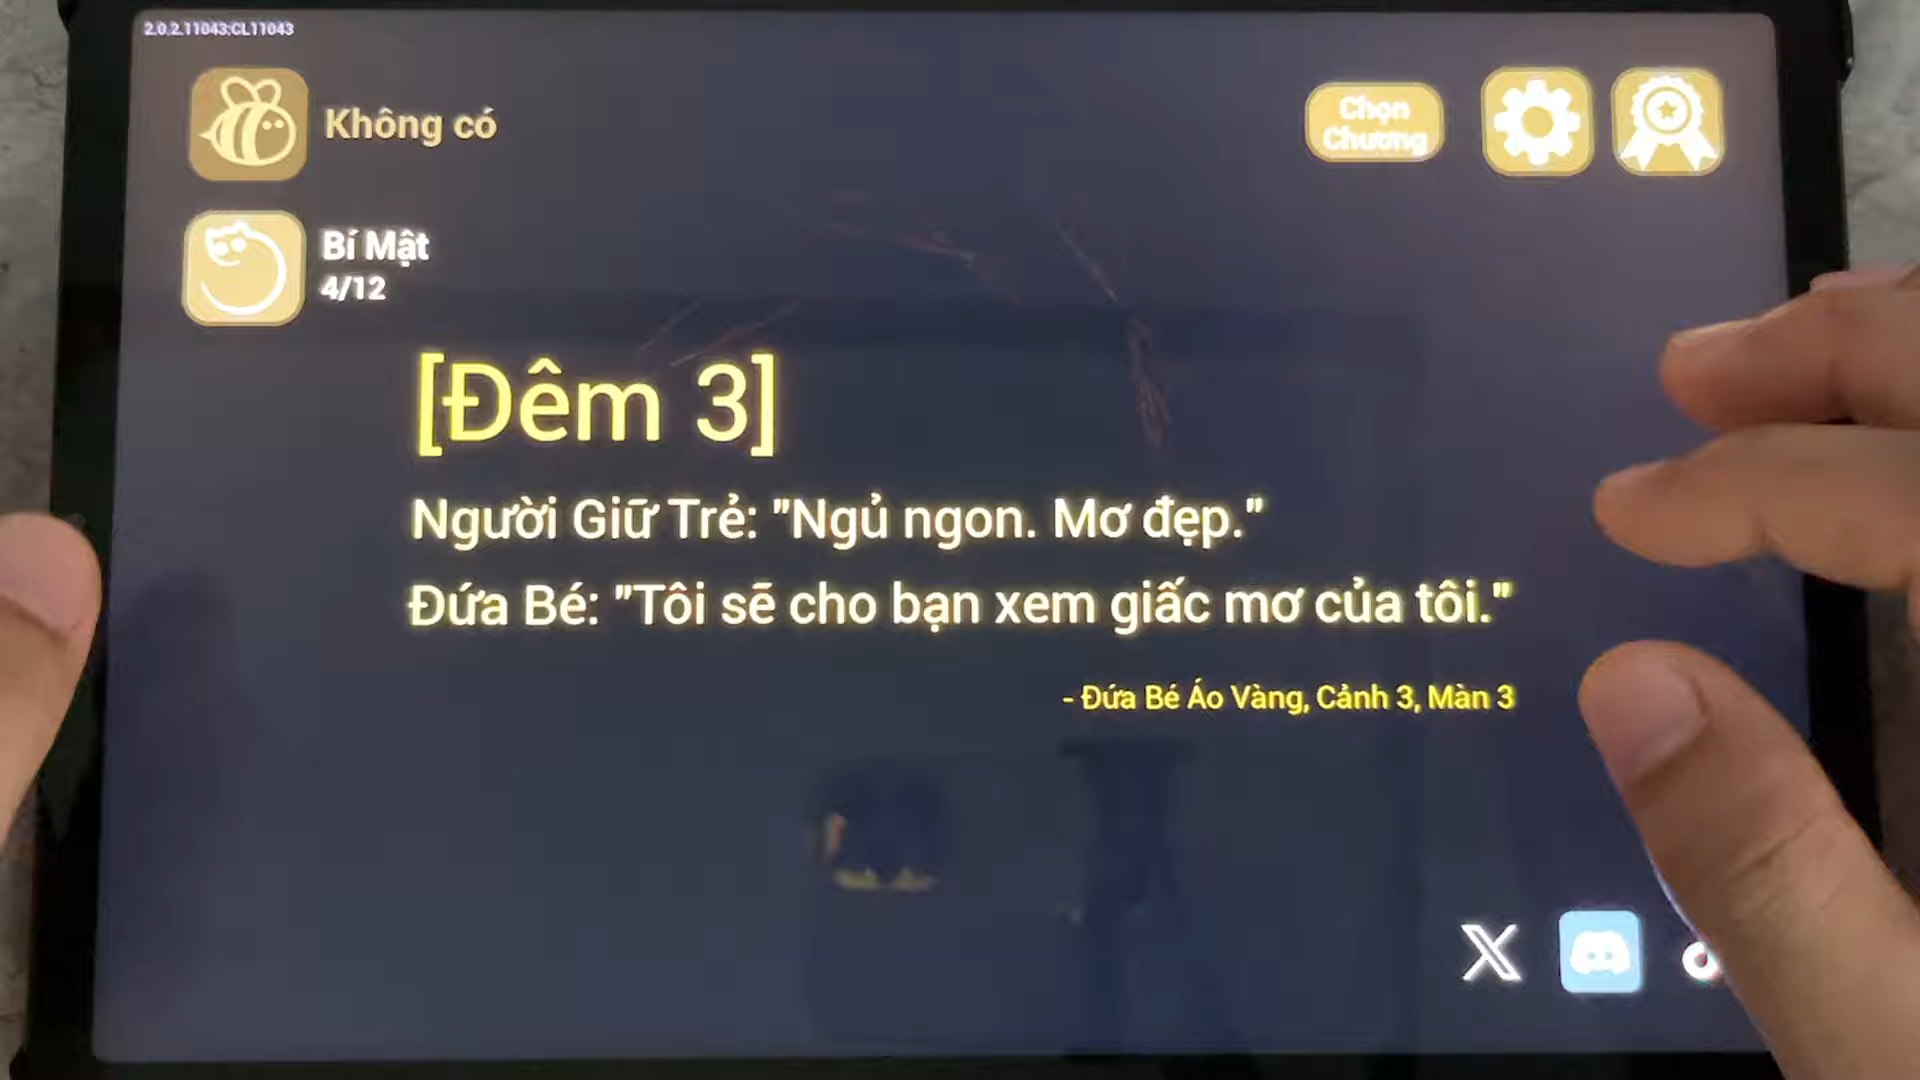 2.0.2.11043:CL11043
Không có
Chọn
Chương
Bí Mật
4/12
[Đêm 3]
Người Giữ Trẻ: "Ngủ ngon. Mơ đẹp."
Đứa Bé: "Tôi sẽ cho bạn xem giấc mơ của tôi."
- Đứa Bé Áo Vàng, Cảnh 3, Màn 3